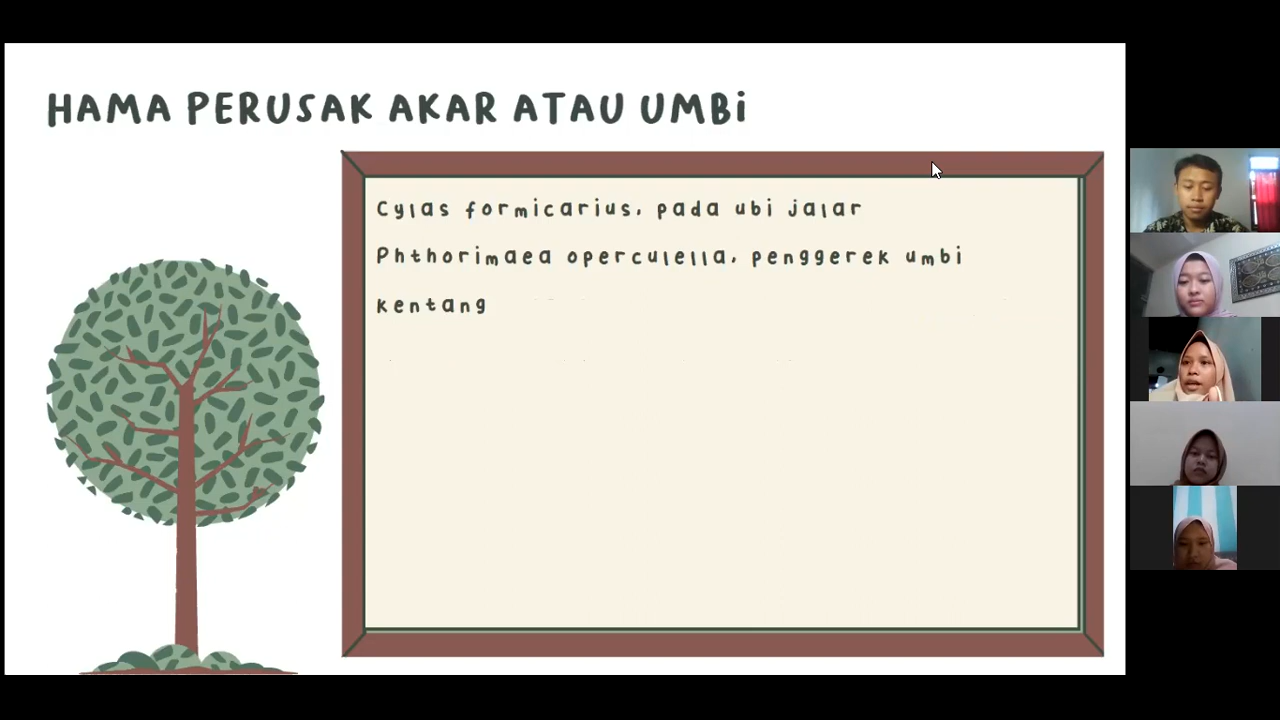 HAMA PERUSAK AKAR ATAU UMBi
Cylas formicarius, pada ubi jalar
Phthorimaea operculella, penggerek umbi
kentang